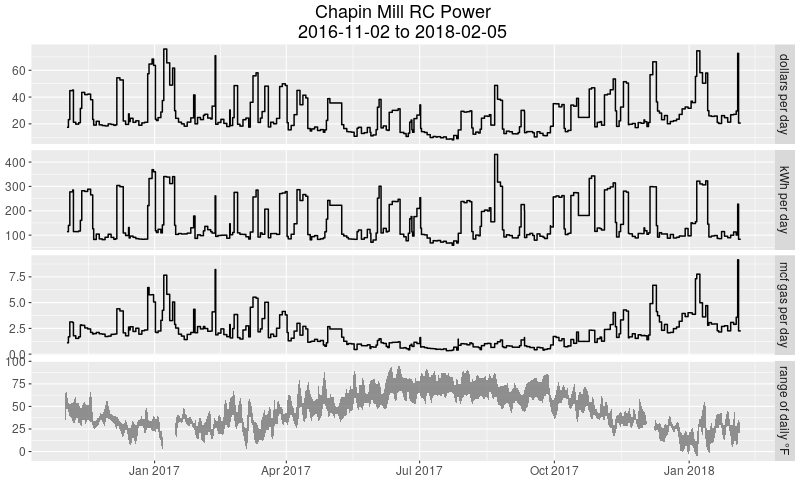 Chapin Mill RC Power
2016-11-02 to 2018-02-05
60
40
20
dollars per day
400
300
200
100
kWh per day
7.5
5.0
2.5
0.0
mcf gas per day
100
75
50
25
0
range of daily °F
Jan 2017 Apr 2017 Jul 2017 Oct 2017 Jan 2018